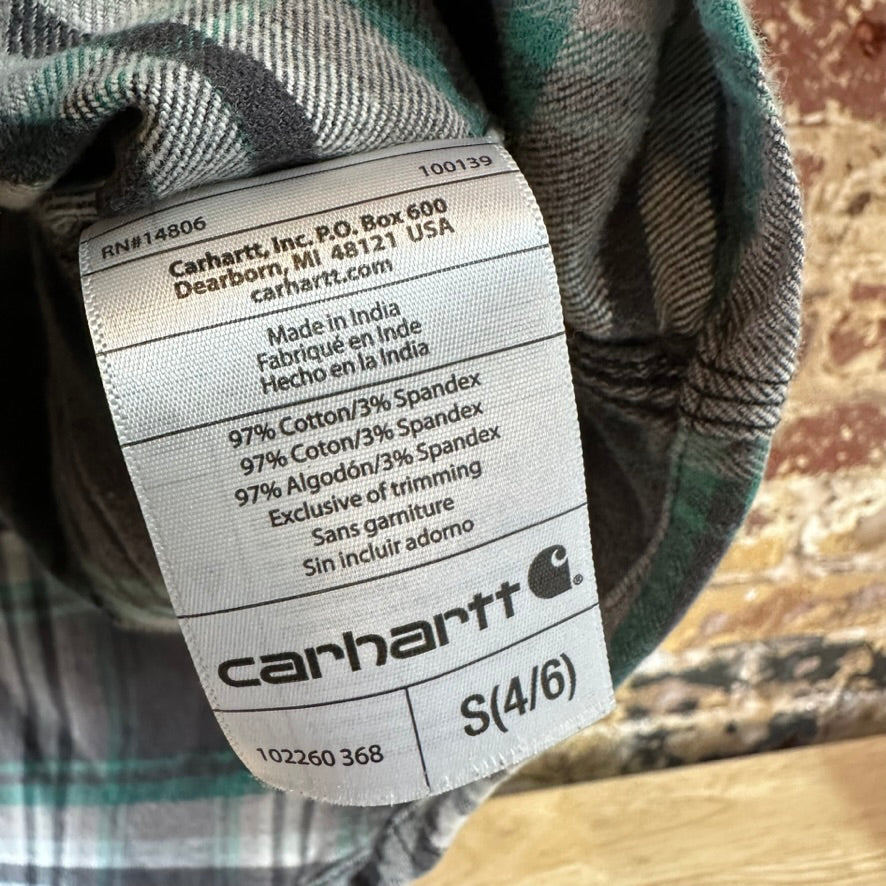 RN#14806 100139
Carhartt, Inc. P.O. Box 600
Dearborn, MI 48121 USA
carhartt.com
Made in India
Fabriqué en Inde
Hecho en la India
97% Cotton/3% Spandex
97% Coton/3% Spandex
97% Algodón/3% Spandex
Exclusive of trimming
Sans garniture
Sin incluir adorno
carhartt ®
102260 368 S(4/6)